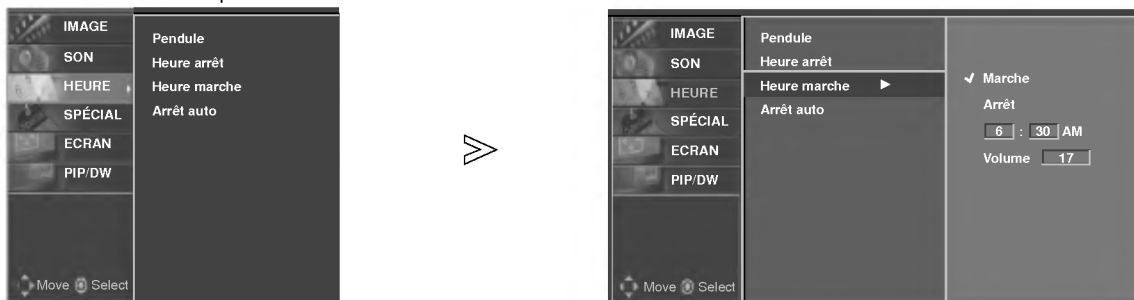 IMAGE
SON
HEURE
SPÉCIAL
ECRAN
PIP/DW
Pendule
Heure arrêt
Heure marche
Arrêt auto
Move Select
IMAGE
SON
HEURE
SPÉCIAL
ECRAN
PIP/DW
Pendule
Heure arrêt
Heure marche
Arrêt auto
Marche
Arrêt
6 : 30 AM
Volume 17
Move Select